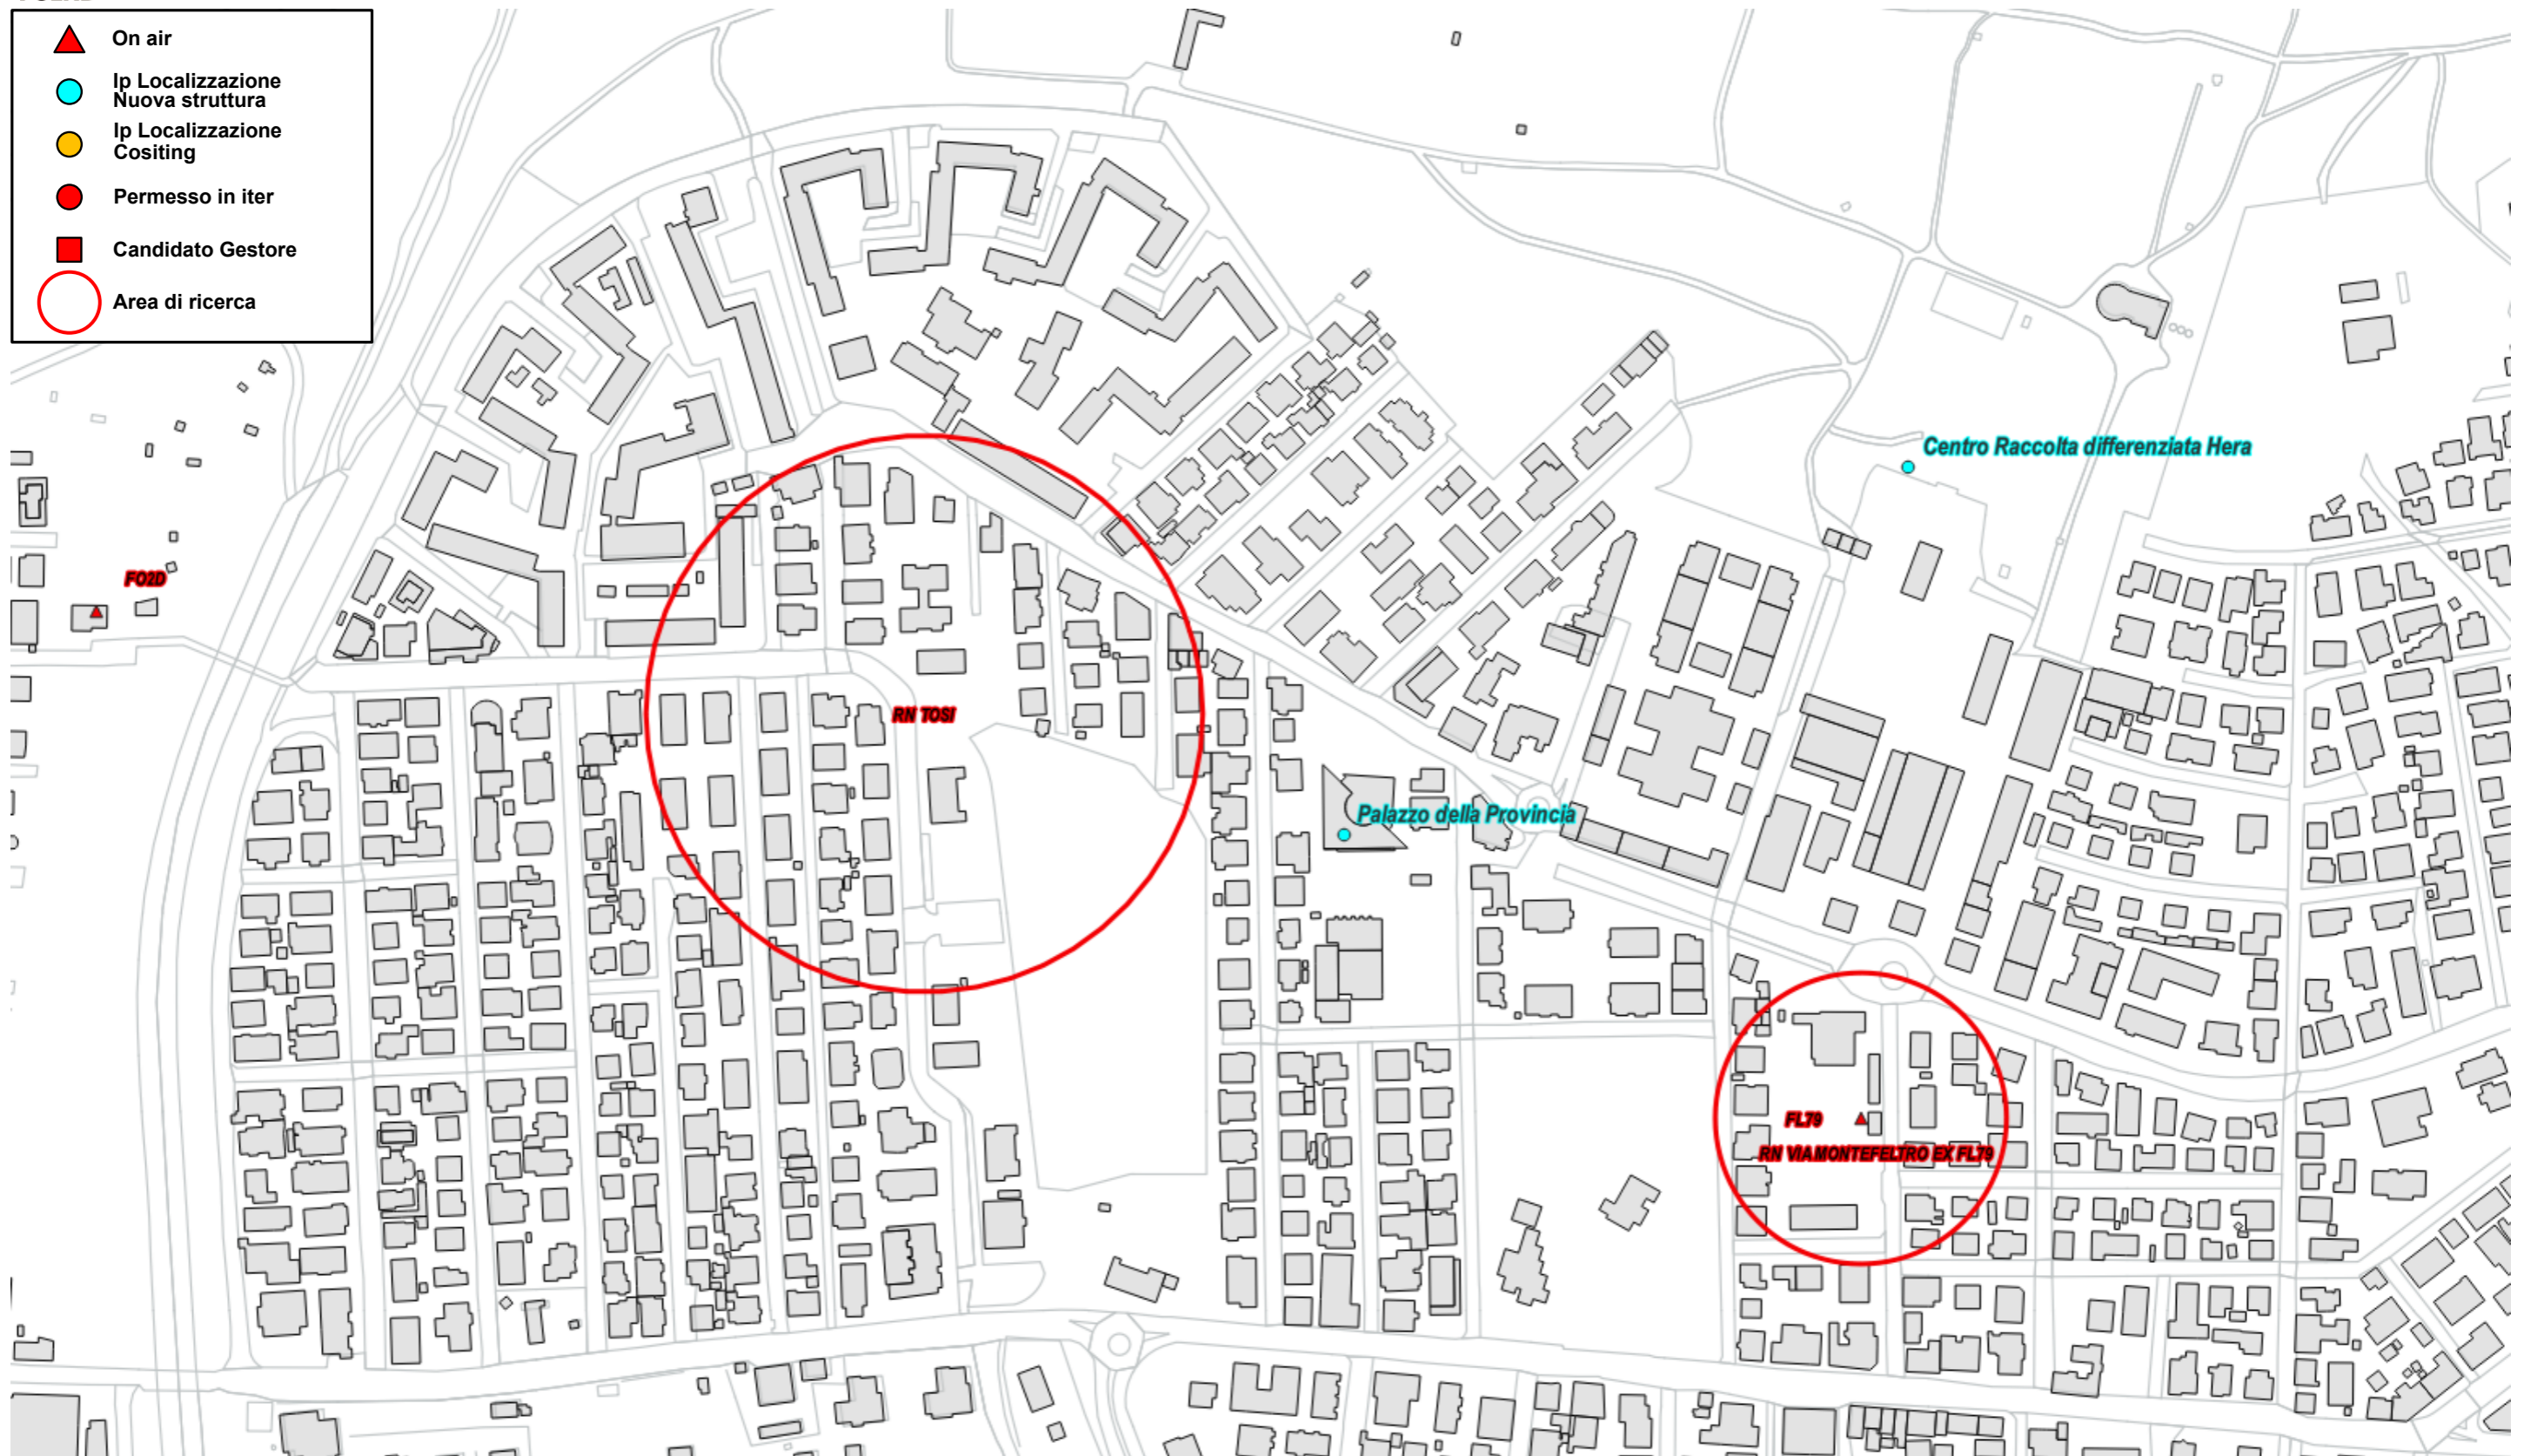 On air
Ip Localizzazione
Nuova struttura
Ip Localizzazione
Cositing
Permesso in iter
Candidato Gestore
Area di ricerca
Centro Raccolta differenziata Hera
FO2D
RN TOSI
Palazzo della Provincia
FL79
RN VIA MONTEFELTRO EX FL79